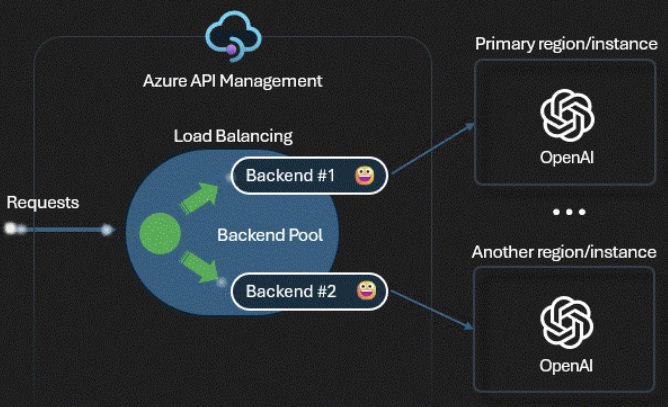 Azure API Management
Primary region/instance
OpenAI
Load Balancing
Backend #1
Requests
Backend Pool
Backend #2
Another region/instance
OpenAI